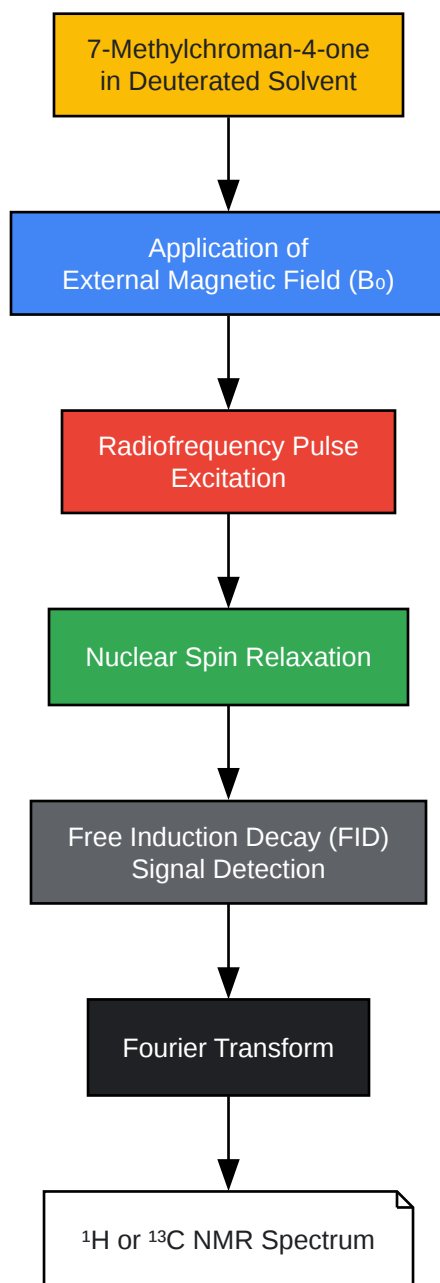 7-Methylchroman-4-one
in Deuterated Solvent
Application of
External Magnetic Field (B₀)
Radiofrequency Pulse
Excitation
Nuclear Spin Relaxation
Free Induction Decay (FID)
Signal Detection
Fourier Transform
¹H or ¹³C NMR Spectrum